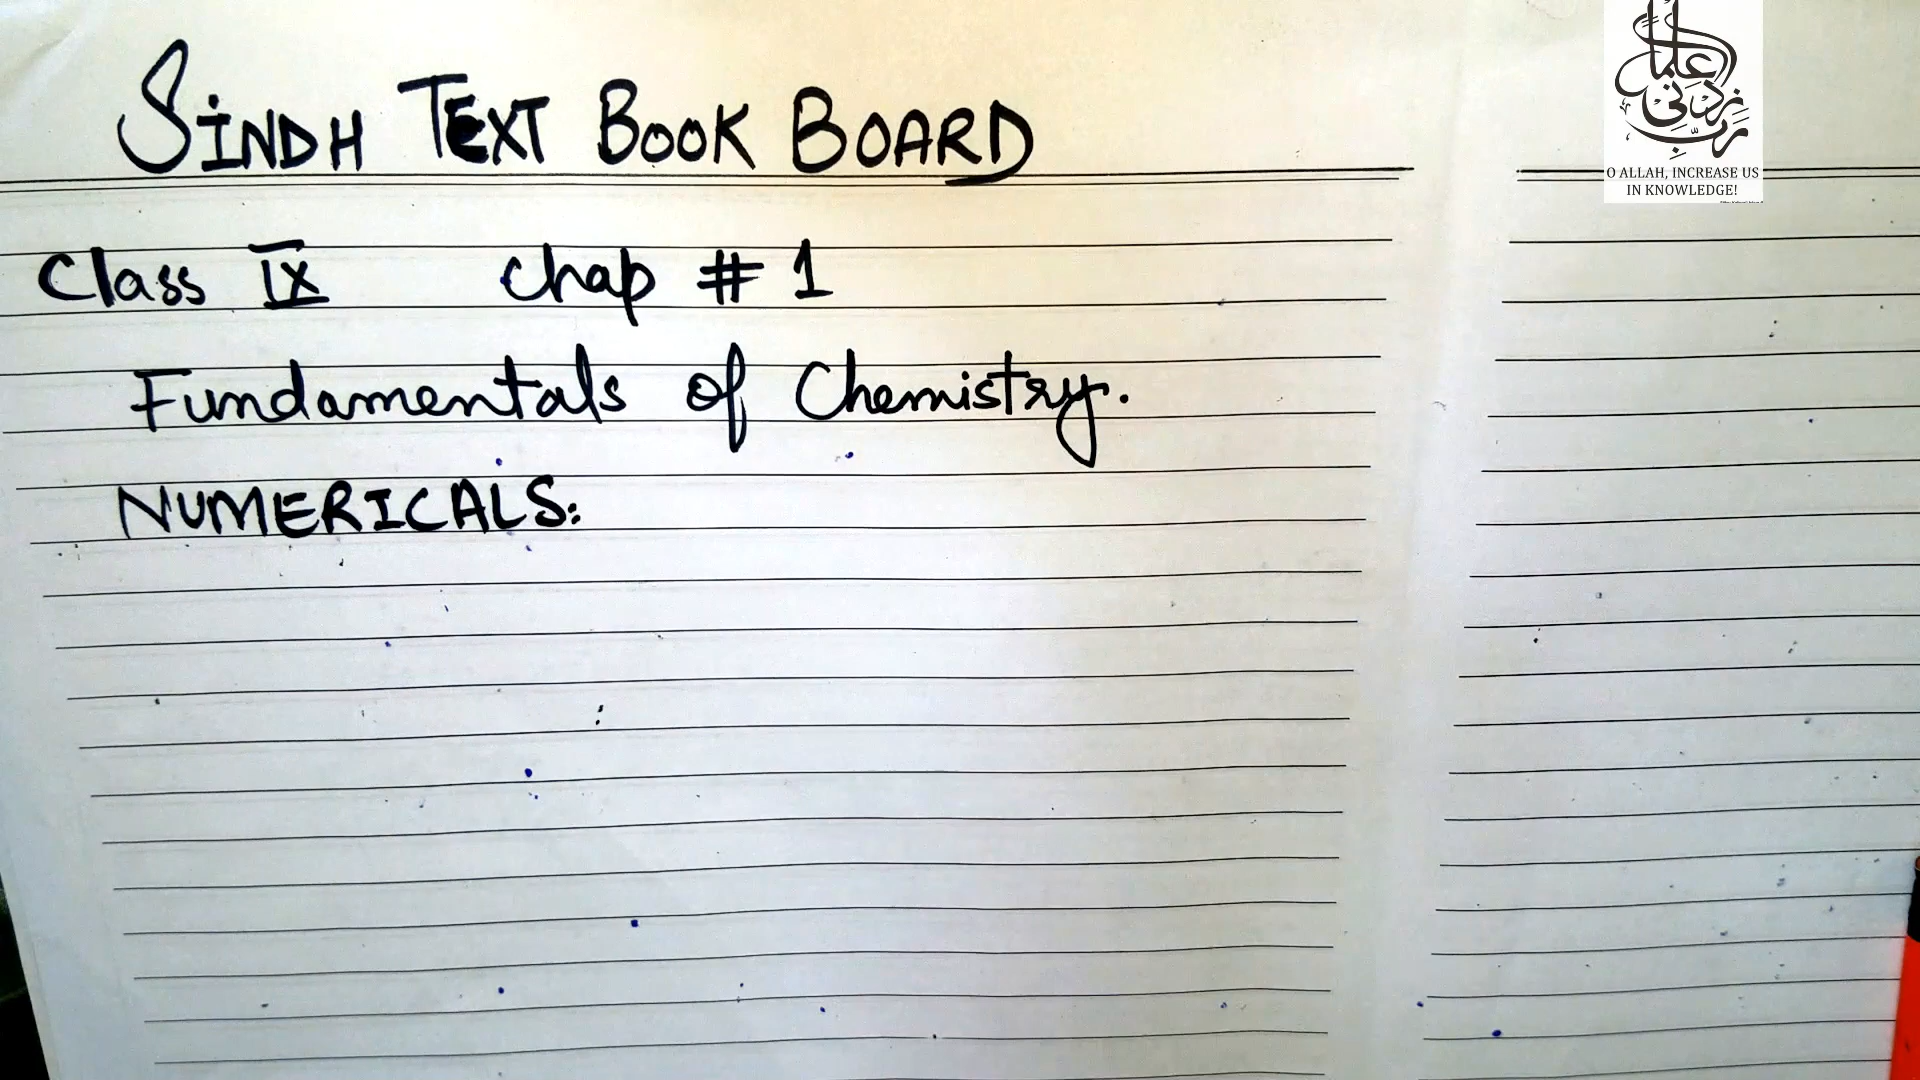 SINDH TEXT BOOK BOARD
Class IX Chap # 1
Fundamentals of Chemistry.
NUMERICALS:
رَبِّ زِدْنِي عِلْمًا
O ALLAH, INCREASE US
IN KNOWLEDGE!